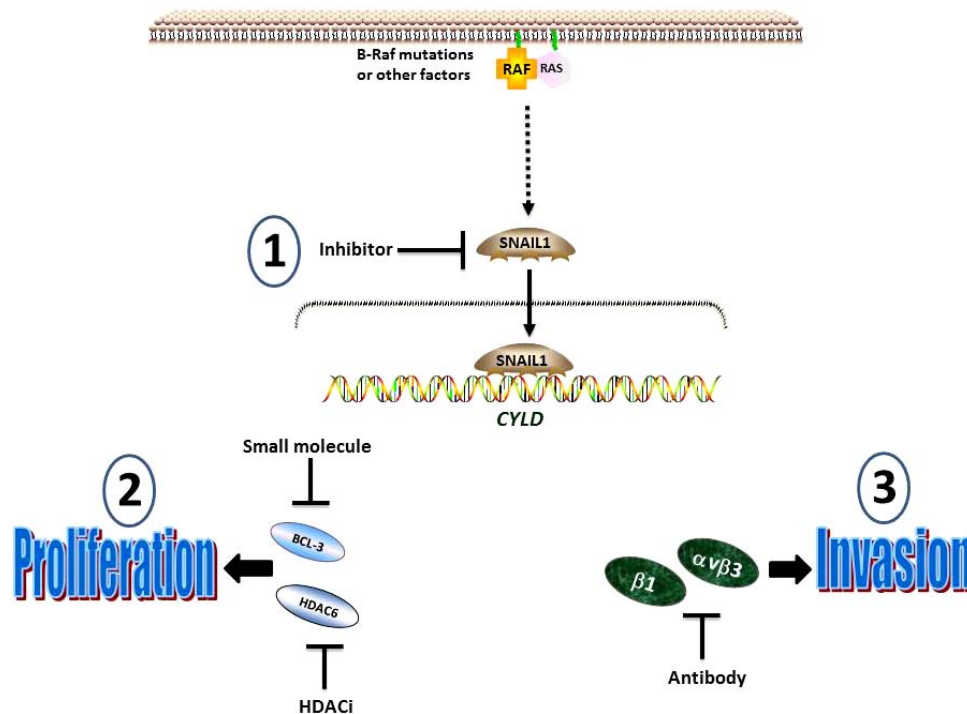 B-Raf mutations
or other factors
RAF
RAS
1
Inhibitor
SNAIL1
SNAIL1
CYLD
Small molecule
2
3
BCL-3
Proliferation
HDAC6
β1
αvβ3
Invasion
HDACi
Antibody